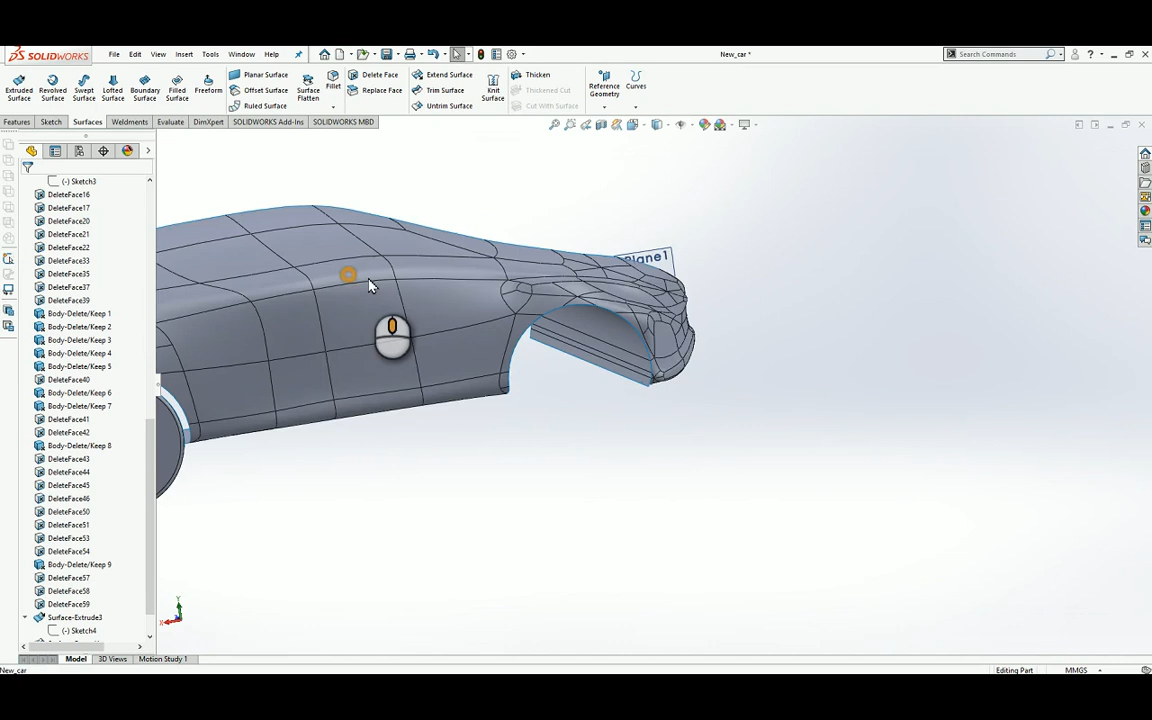 SOLIDWORKS File Edit View Insert Tools Window Help New_car * Search Commands
Extruded Surface Revolved Surface Swept Surface Lofted Surface Boundary Surface Filled Surface Freeform Planar Surface Offset Surface Ruled Surface Surface Flatten Fillet Delete Face Replace Face Extend Surface Trim Surface Untrim Surface Knit Surface Thicken Thickened Cut Cut With Surface Reference Geometry Curves
Features Sketch Surfaces Weldments Evaluate DimXpert SOLIDWORKS Add-Ins SOLIDWORKS MBD
(-) Sketch3
DeleteFace16
DeleteFace17
DeleteFace20
DeleteFace21
DeleteFace22
DeleteFace33
DeleteFace35
DeleteFace37
DeleteFace39
Body-Delete/Keep 1
Body-Delete/Keep 2
Body-Delete/Keep 3
Body-Delete/Keep 4
Body-Delete/Keep 5
DeleteFace40
Body-Delete/Keep 6
Body-Delete/Keep 7
DeleteFace41
DeleteFace42
Body-Delete/Keep 8
DeleteFace43
DeleteFace44
DeleteFace45
DeleteFace46
DeleteFace50
DeleteFace51
DeleteFace53
DeleteFace54
Body-Delete/Keep 9
DeleteFace57
DeleteFace58
DeleteFace59
Surface-Extrude3
(-) Sketch4
Plane1
Y
X
Model 3D Views Motion Study 1
New_car Editing Part MMGS